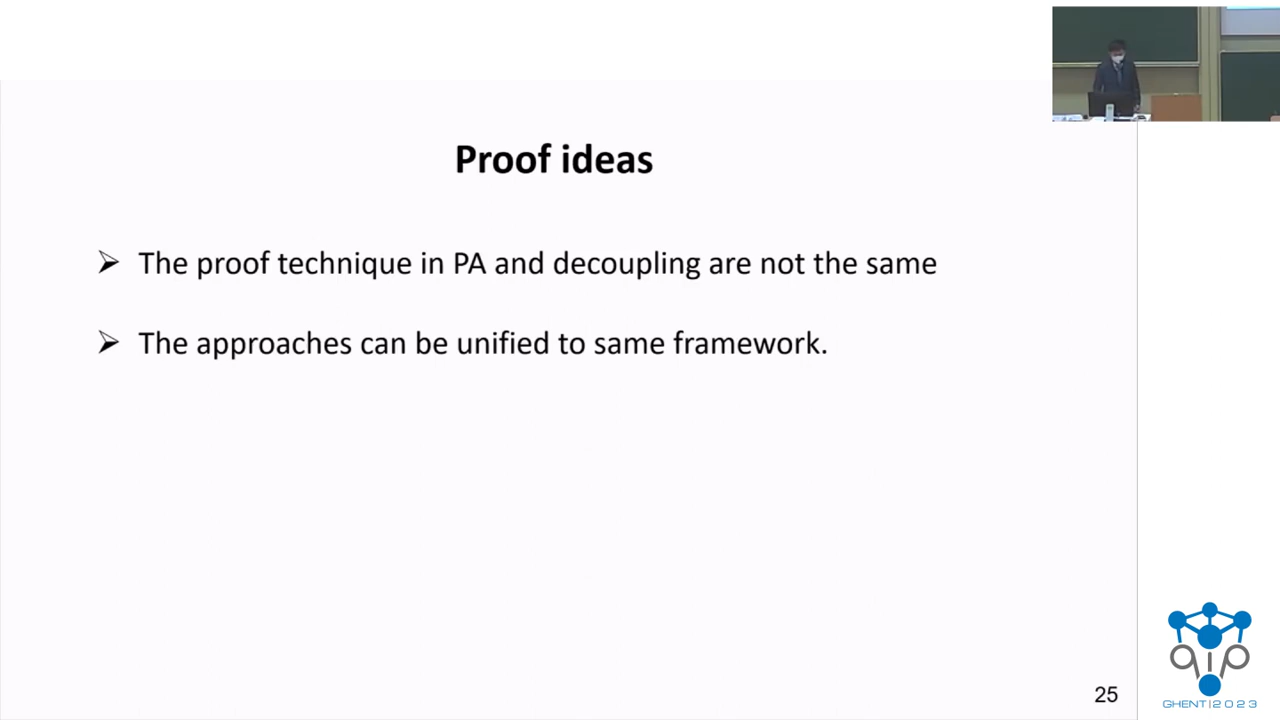 Proof ideas
➢ The proof technique in PA and decoupling are not the same
➢ The approaches can be unified to same framework.
25
qip
GHENT|2023